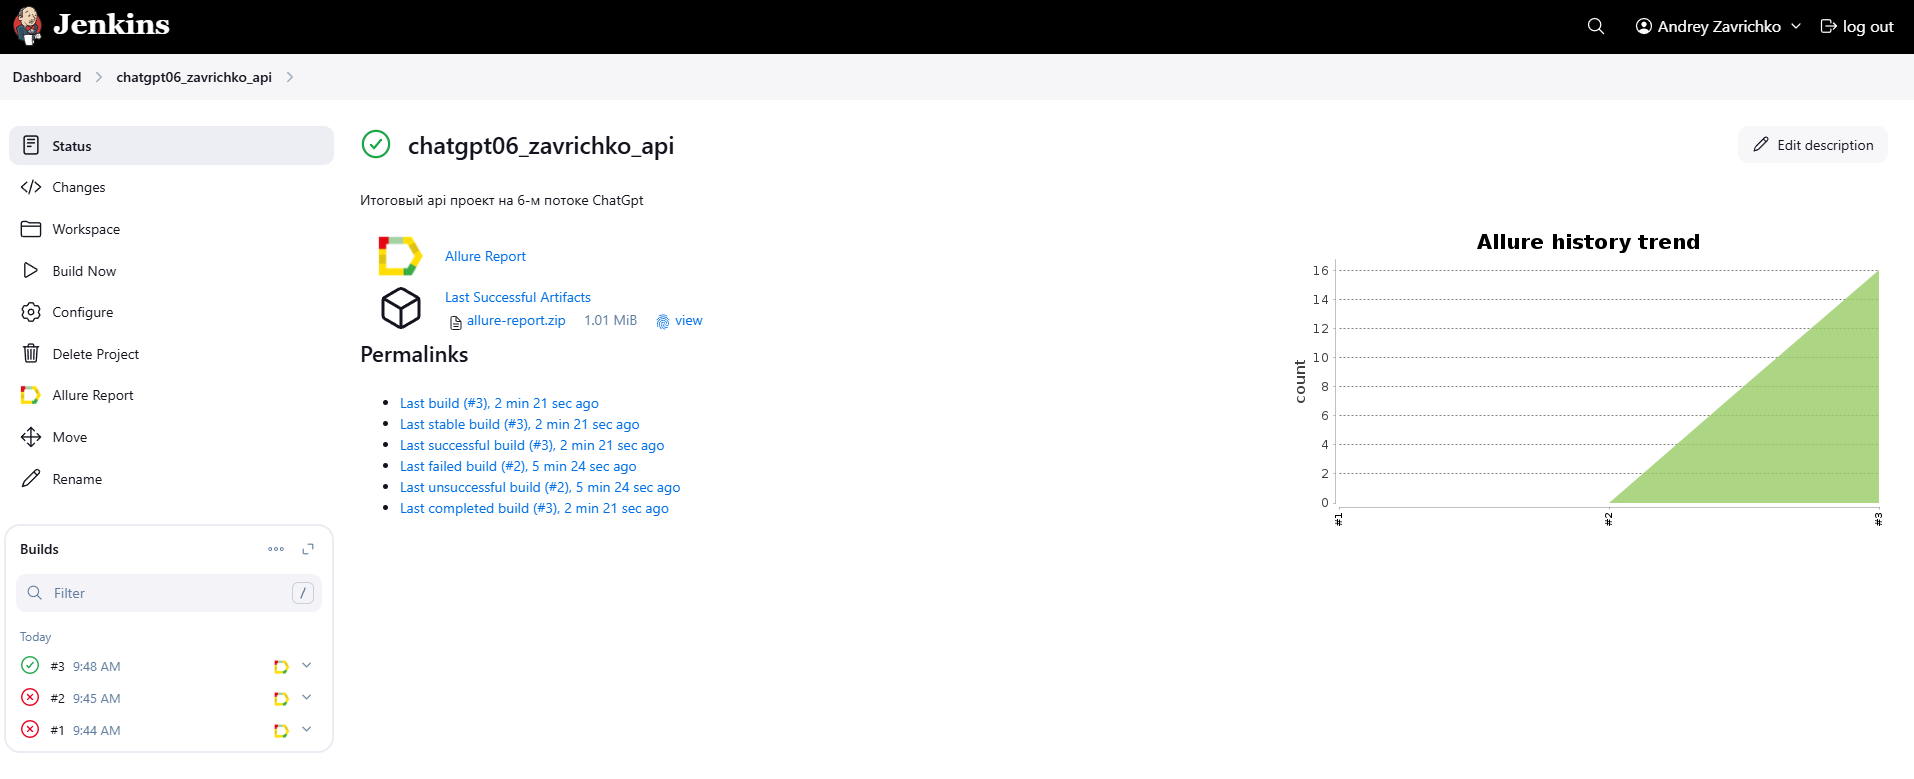 Jenkins
Andrey Zavrichko
log out
Dashboard
chatgpt06_zavrichko_api
Status
Changes
Workspace
Build Now
Configure
Delete Project
Allure Report
Move
Rename
Builds
Filter /
Today
#3 9:48 AM
#2 9:45 AM
#1 9:44 AM
chatgpt06_zavrichko_api
Edit description
Итоговый api проект на 6-м потоке ChatGpt
Allure Report
Last Successful Artifacts
allure-report.zip 1.01 MiB view
Permalinks
Last build (#3), 2 min 21 sec ago
Last stable build (#3), 2 min 21 sec ago
Last successful build (#3), 2 min 21 sec ago
Last failed build (#2), 5 min 24 sec ago
Last unsuccessful build (#2), 5 min 24 sec ago
Last completed build (#3), 2 min 21 sec ago
Allure history trend
count
16
14
12
10
8
6
4
2
0
#1
#2
#3